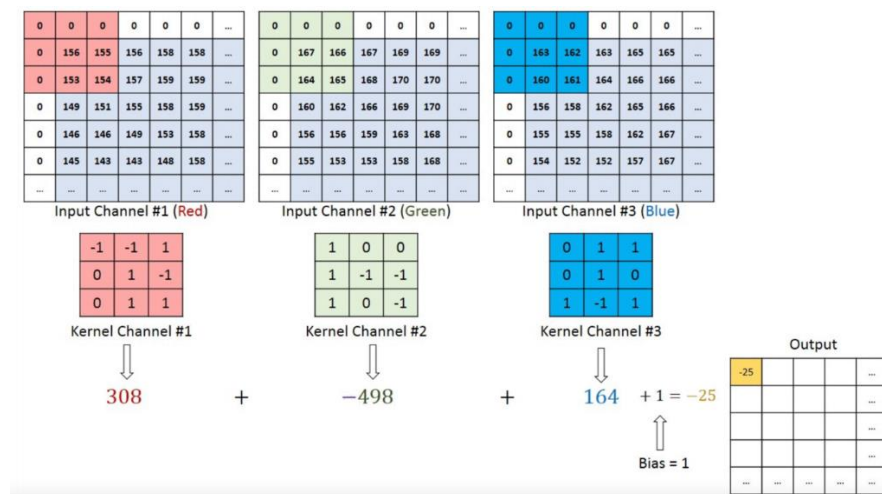 0 0 0 0 0 0 ... 0 0 0 0 0 0 ... 0 0 0 0 0 0 ...
0 156 155 156 158 158 ... 0 167 166 167 169 169 ... 0 163 162 163 165 165 ...
0 153 154 157 159 159 ... 0 164 165 168 170 170 ... 0 160 161 164 166 166 ...
0 149 151 155 158 159 ... 0 160 162 166 169 170 ... 0 156 158 162 165 166 ...
0 146 146 149 153 158 ... 0 156 156 159 163 168 ... 0 155 155 158 162 167 ...
0 145 143 143 148 158 ... 0 155 153 153 158 168 ... 0 154 152 152 157 167 ...
... ... ... ... ... ... ... ... ... ... ... ... ... ... ... ... ... ... ... ... ...
Input Channel #1 (Red) Input Channel #2 (Green) Input Channel #3 (Blue)
-1 -1 1 1 0 0 0 1 1
0 1 -1 1 -1 -1 0 1 0
0 1 1 1 0 -1 1 -1 1
Kernel Channel #1 Kernel Channel #2 Kernel Channel #3
Output
308 + −498 + 164 + 1 = −25
Bias = 1
-25 ...
...
...
...
... ... ... ... ...